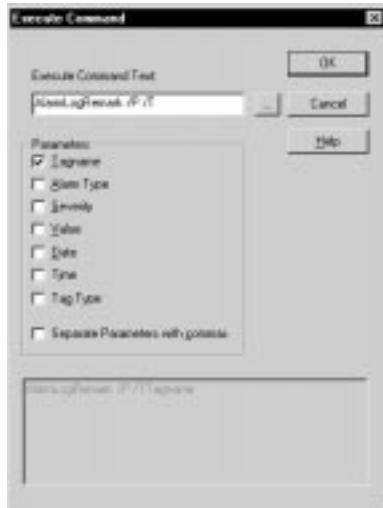 Execute Command
OK
Execute Command Text
AlarmLogRemark /P /T
...
Cancel
Help
Parameters
Tagname
Alarm Type
Severity
Value
Date
Time
Tag Type
Separate Parameters with commas
AlarmLogRemark /P /TTagname